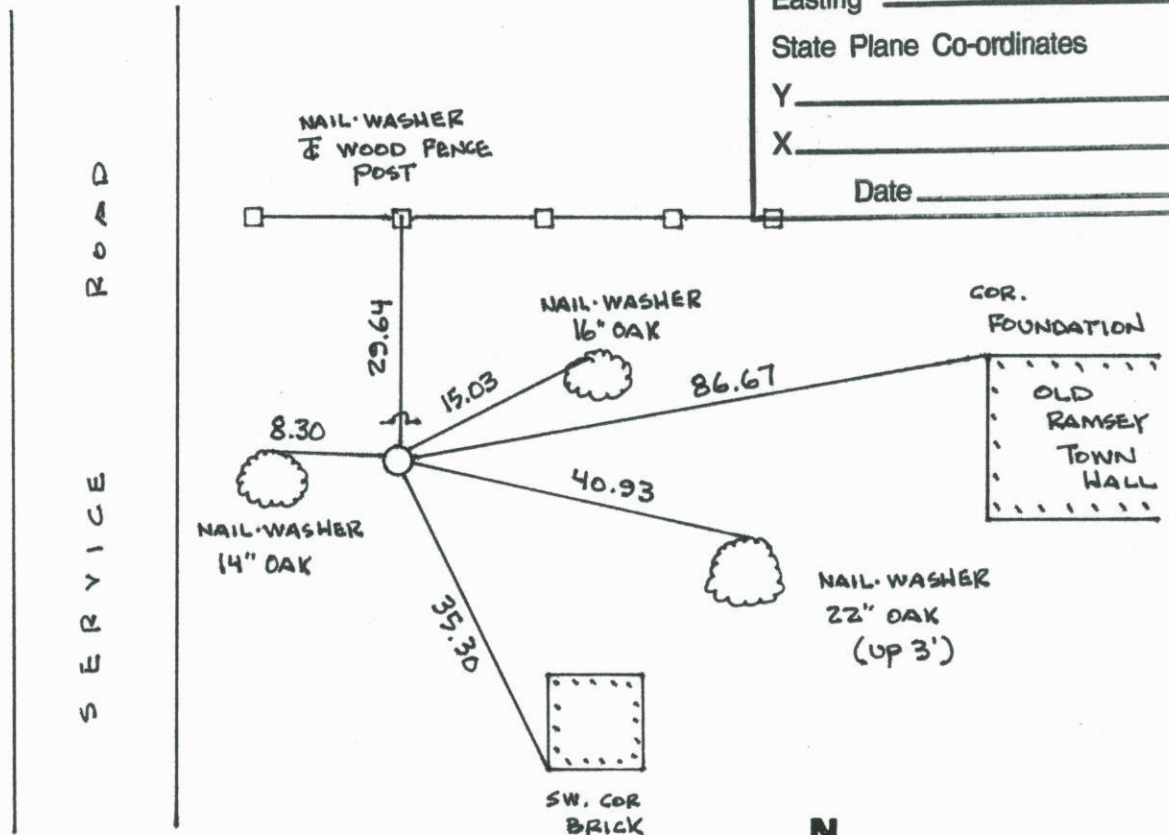 Easting
State Plane Co-ordinates
Y
X
Date
NAIL·WASHER
WOOD FENCE
POST
SERVICE ROAD
29.64
NAIL·WASHER
16" OAK
15.03
86.67
COR.
FOUNDATION
OLD
RAMSEY
TOWN
HALL
8.30
NAIL·WASHER
14" OAK
40.93
NAIL·WASHER
22" OAK
(UP 3')
35.30
SW. COR
BRICK
N